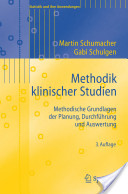 Statistik und ihre Anwendungen
Martin Schumacher
Gabi Schulgen
Methodik
klinischer Studien
Methodische Grundlagen
der Planung, Durchführung
und Auswertung
3. Auflage
Springer